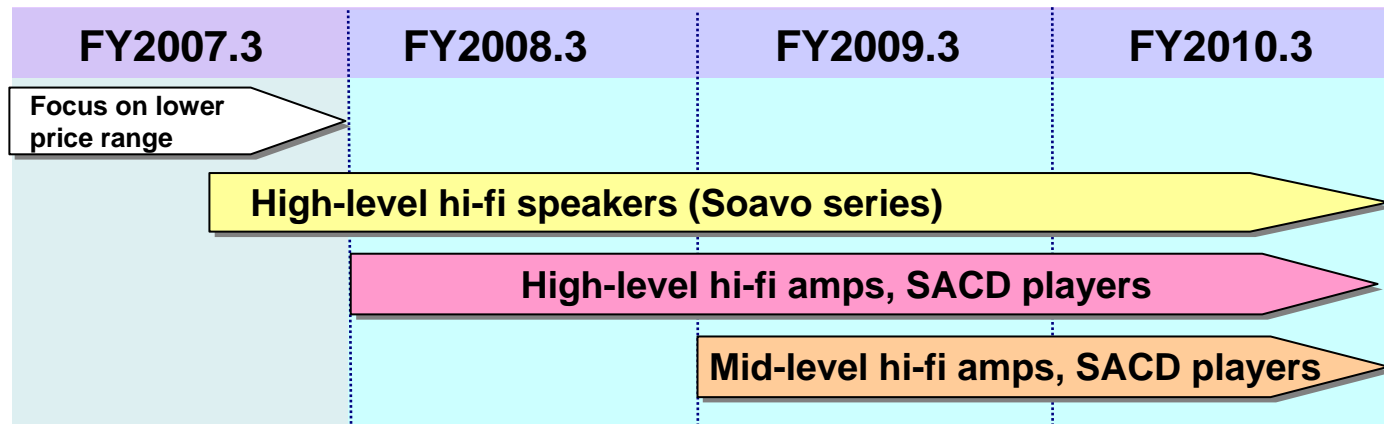 FY2007.3 FY2008.3 FY2009.3 FY2010.3
Focus on lower
price range
High-level hi-fi speakers (Soavo series)
High-level hi-fi amps, SACD players
Mid-level hi-fi amps, SACD players